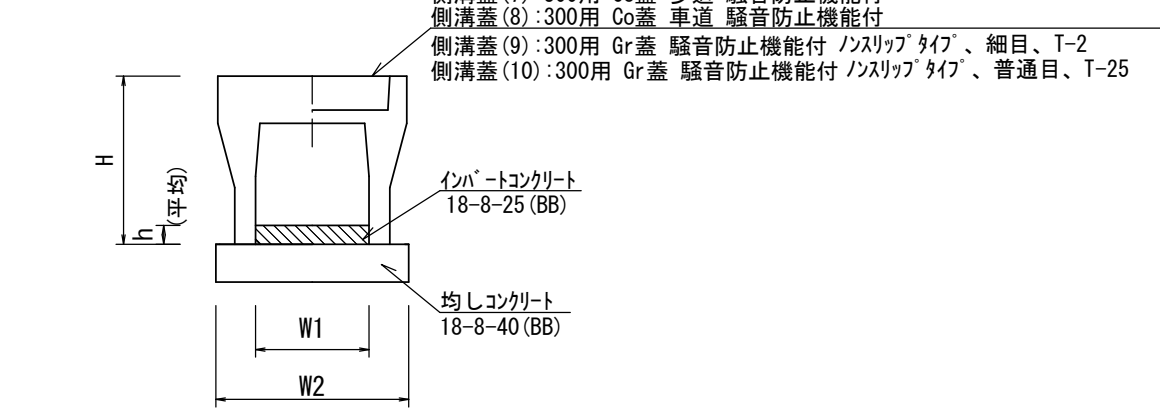 側溝蓋(8):300用 Co蓋 車道 騒音防止機能付
側溝蓋(9):300用 Gr蓋 騒音防止機能付 ﾉﾝｽﾘｯﾌﾟﾀｲﾌﾟ、細目、T-2
側溝蓋(10):300用 Gr蓋 騒音防止機能付 ﾉﾝｽﾘｯﾌﾟﾀｲﾌﾟ、普通目、T-25
H
h
(平均)
ｲﾝﾊﾞｰﾄｺﾝｸﾘｰﾄ
18-8-25(BB)
均しｺﾝｸﾘｰﾄ
18-8-40(BB)
W1
W2